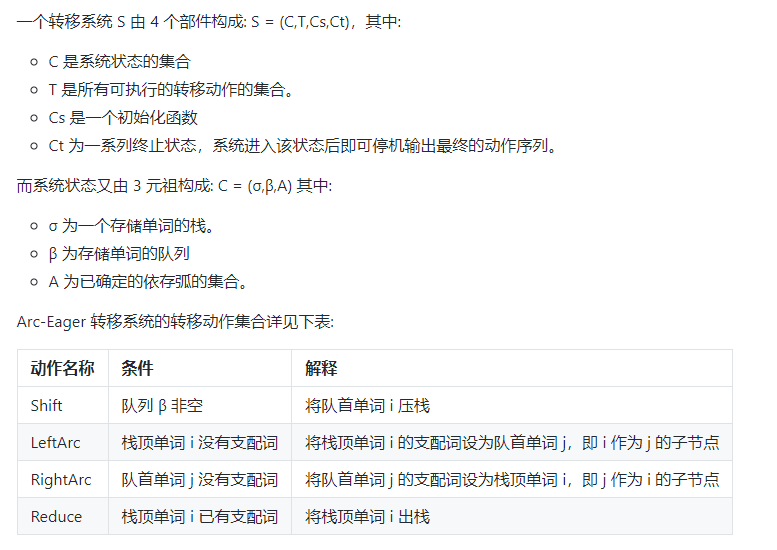 一个转移系统 S 由 4 个部件构成: S = (C,T,Cs,Ct)，其中:
C 是系统状态的集合
T 是所有可执行的转移动作的集合。
Cs 是一个初始化函数
Ct 为一系列终止状态，系统进入该状态后即可停机输出最终的动作序列。
而系统状态又由 3 元祖构成: C = (σ,β,A) 其中:
σ 为一个存储单词的栈。
β 为存储单词的队列
A 为已确定的依存弧的集合。
Arc-Eager 转移系统的转移动作集合详见下表:
动作名称 条件 解释
Shift 队列 β 非空 将队首单词 i 压栈
LeftArc 栈顶单词 i 没有支配词 将栈顶单词 i 的支配词设为队首单词 j，即 i 作为 j 的子节点
RightArc 队首单词 j 没有支配词 将队首单词 j 的支配词设为栈顶单词 i，即 j 作为 i 的子节点
Reduce 栈顶单词 i 已有支配词 将栈顶单词 i 出栈